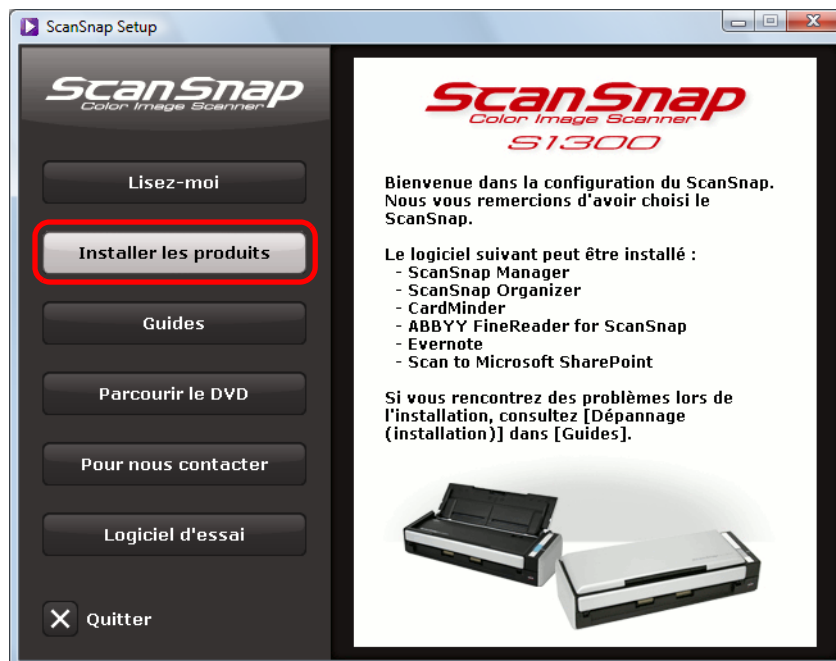 ScanSnap Setup
ScanSnap
Color Image Scanner
Lisez-moi
Installer les produits
Guides
Parcourir le DVD
Pour nous contacter
Logiciel d'essai
Quitter
ScanSnap
Color Image Scanner
S1300
Bienvenue dans la configuration du ScanSnap.
Nous vous remercions d'avoir choisi le
ScanSnap.
Le logiciel suivant peut être installé :
- ScanSnap Manager
- ScanSnap Organizer
- CardMinder
- ABBYY FineReader for ScanSnap
- Evernote
- Scan to Microsoft SharePoint
Si vous rencontrez des problèmes lors de
l'installation, consultez [Dépannage
(installation)] dans [Guides].